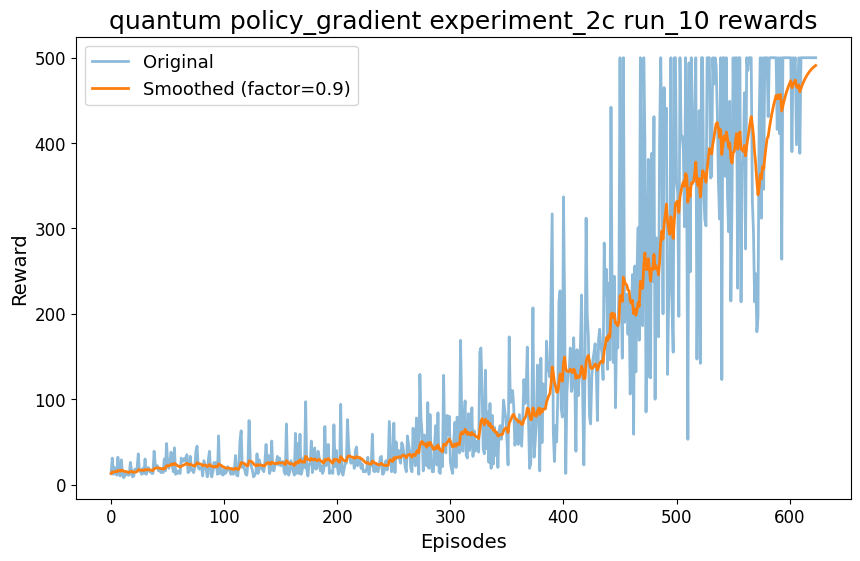 quantum policy_gradient experiment_2c run_10 rewards
Original
Smoothed (factor=0.9)
500
400
300
200
100
0
Reward
0 100 200 300 400 500 600
Episodes